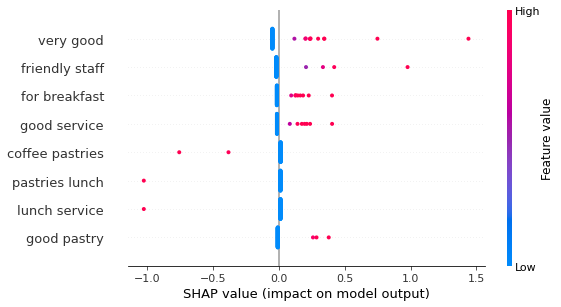 High
very good
friendly staff
for breakfast
good service
coffee pastries
pastries lunch
lunch service
good pastry
Feature value
Low
−1.0 −0.5 0.0 0.5 1.0 1.5
SHAP value (impact on model output)